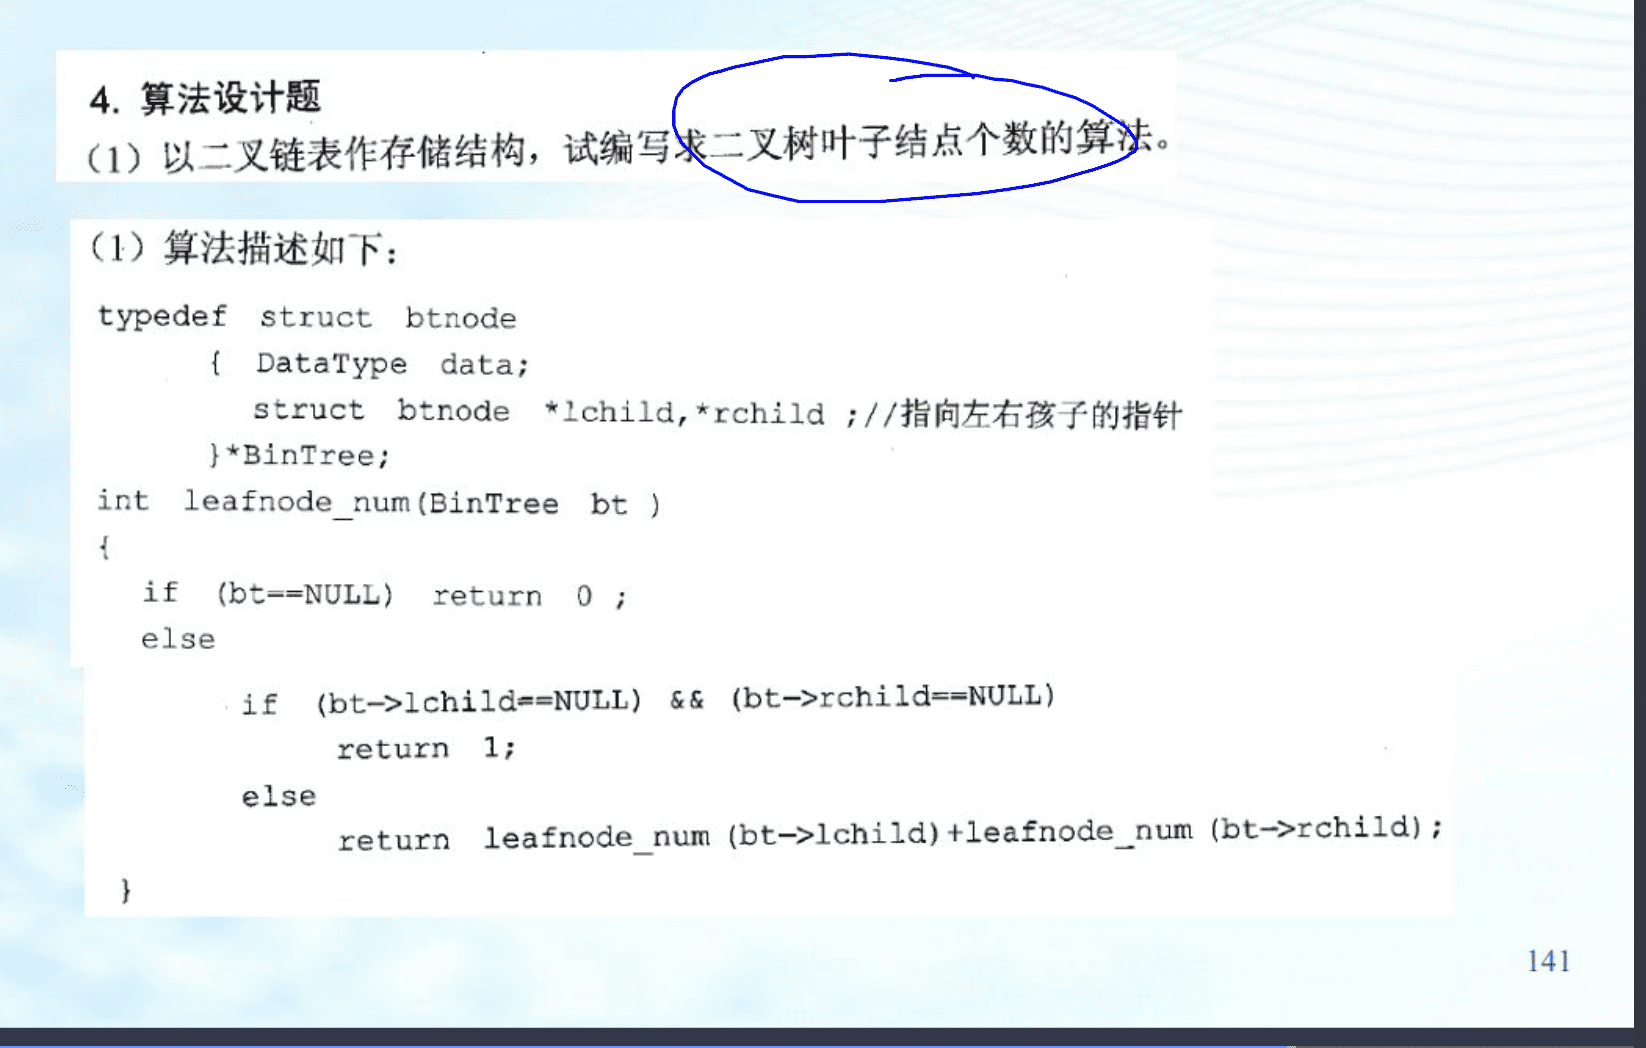 4. 算法设计题
（1）以二叉链表作存储结构，试编写求二叉树叶子结点个数的算法。
（1）算法描述如下：
typedef struct btnode
{ DataType data;
struct btnode *lchild,*rchild ;//指向左右孩子的指针
}*BinTree;
int leafnode_num(BinTree bt )
{
if (bt==NULL) return 0 ;
else
if (bt->lchild==NULL) && (bt->rchild==NULL)
return 1;
else
return leafnode_num (bt->lchild)+leafnode_num (bt->rchild);
}
141